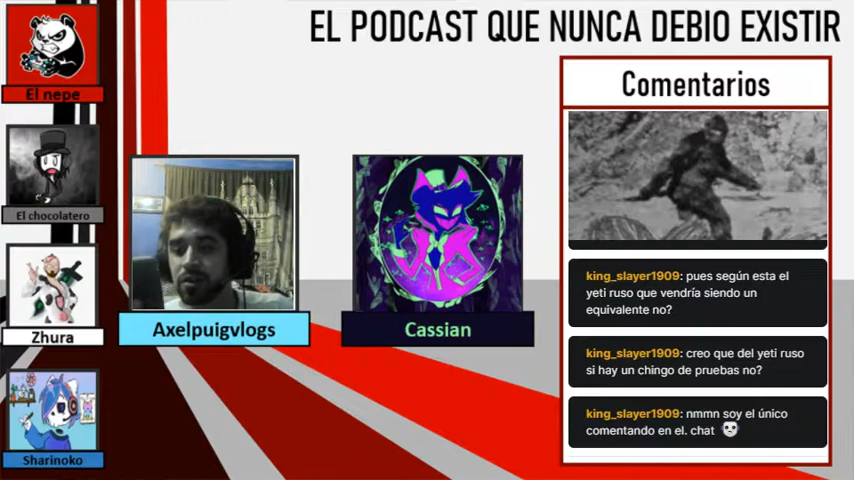 EL PODCAST QUE NUNCA DEBIO EXISTIR
El nepe
El chocolatero
Zhura
Sharinoko
Axelpuigvlogs
Cassian
Comentarios
king_slayer1909: pues según esta el
yeti ruso que vendría siendo un
equivalente no?
king_slayer1909: creo que del yeti ruso
si hay un chingo de pruebas no?
king_slayer1909: nmmn soy el único
comentando en el. chat 💀